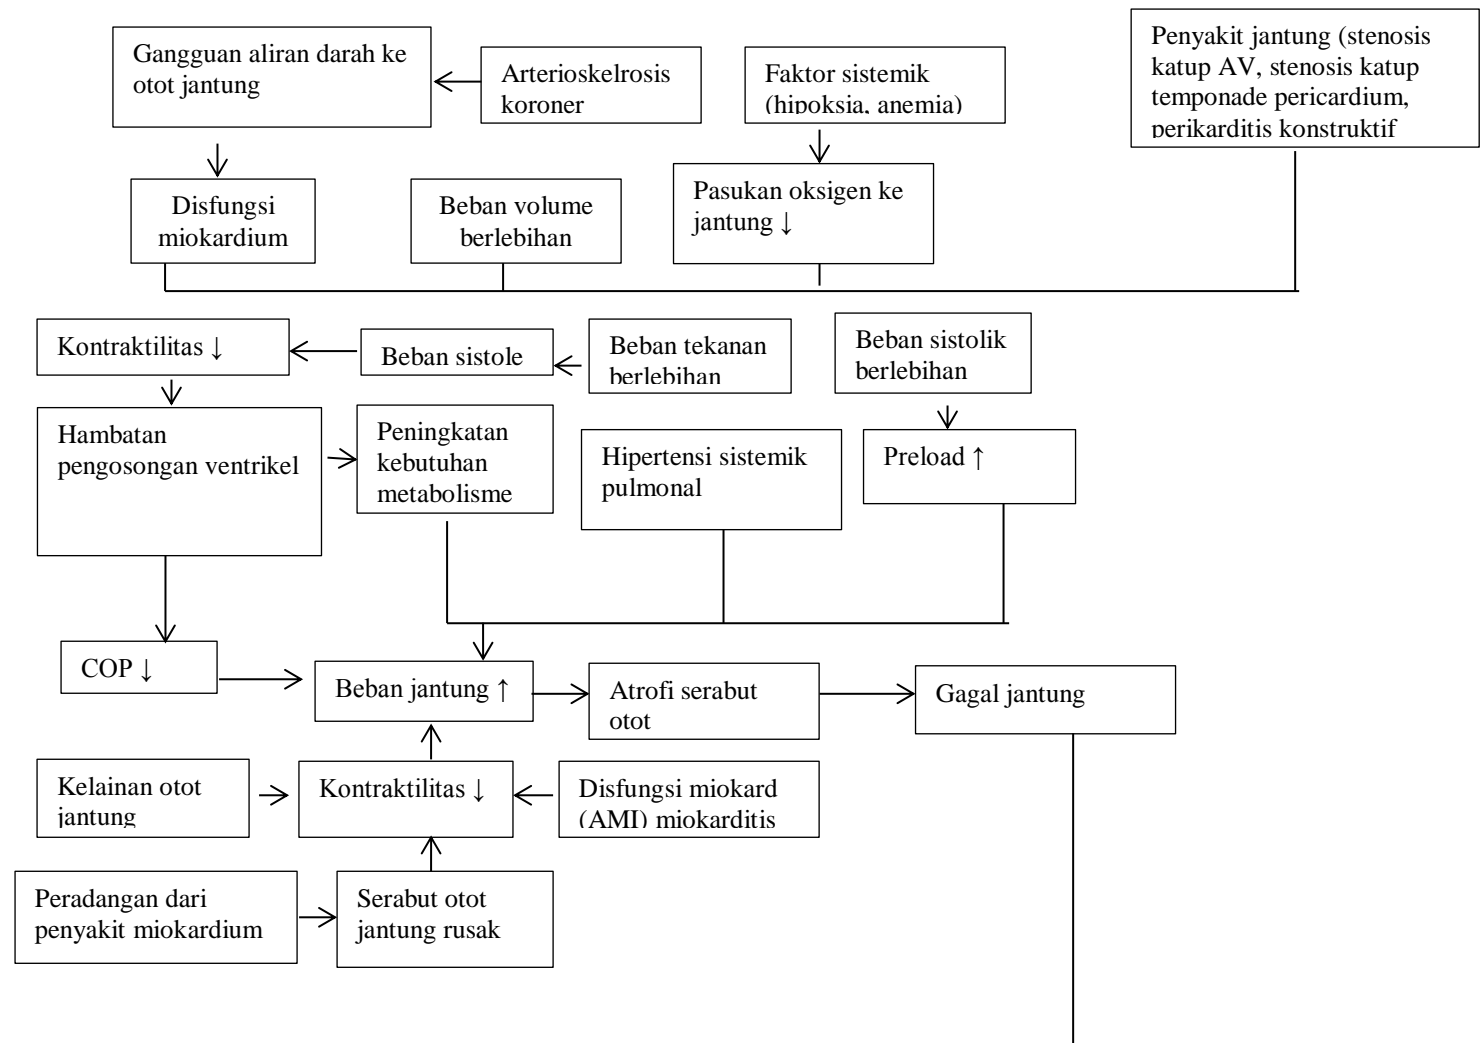 Gangguan aliran darah ke
otot jantung
Arterioskelrosis
koroner
Faktor sistemik
(hipoksia, anemia)
Penyakit jantung (stenosis
katup AV, stenosis katup
temponade pericardium,
perikarditis konstruktif
Disfungsi
miokardium
Beban volume
berlebihan
Pasukan oksigen ke
jantung ↓
Kontraktilitas ↓
Beban sistole
Beban tekanan
berlebihan
Beban sistolik
berlebihan
Hambatan
pengosongan ventrikel
Peningkatan
kebutuhan
metabolisme
Hipertensi sistemik
pulmonal
Preload ↑
COP ↓
Beban jantung ↑
Atrofi serabut
otot
Gagal jantung
Kelainan otot
jantung
Kontraktilitas ↓
Disfungsi miokard
(AMI) miokarditis
Peradangan dari
penyakit miokardium
Serabut otot
jantung rusak